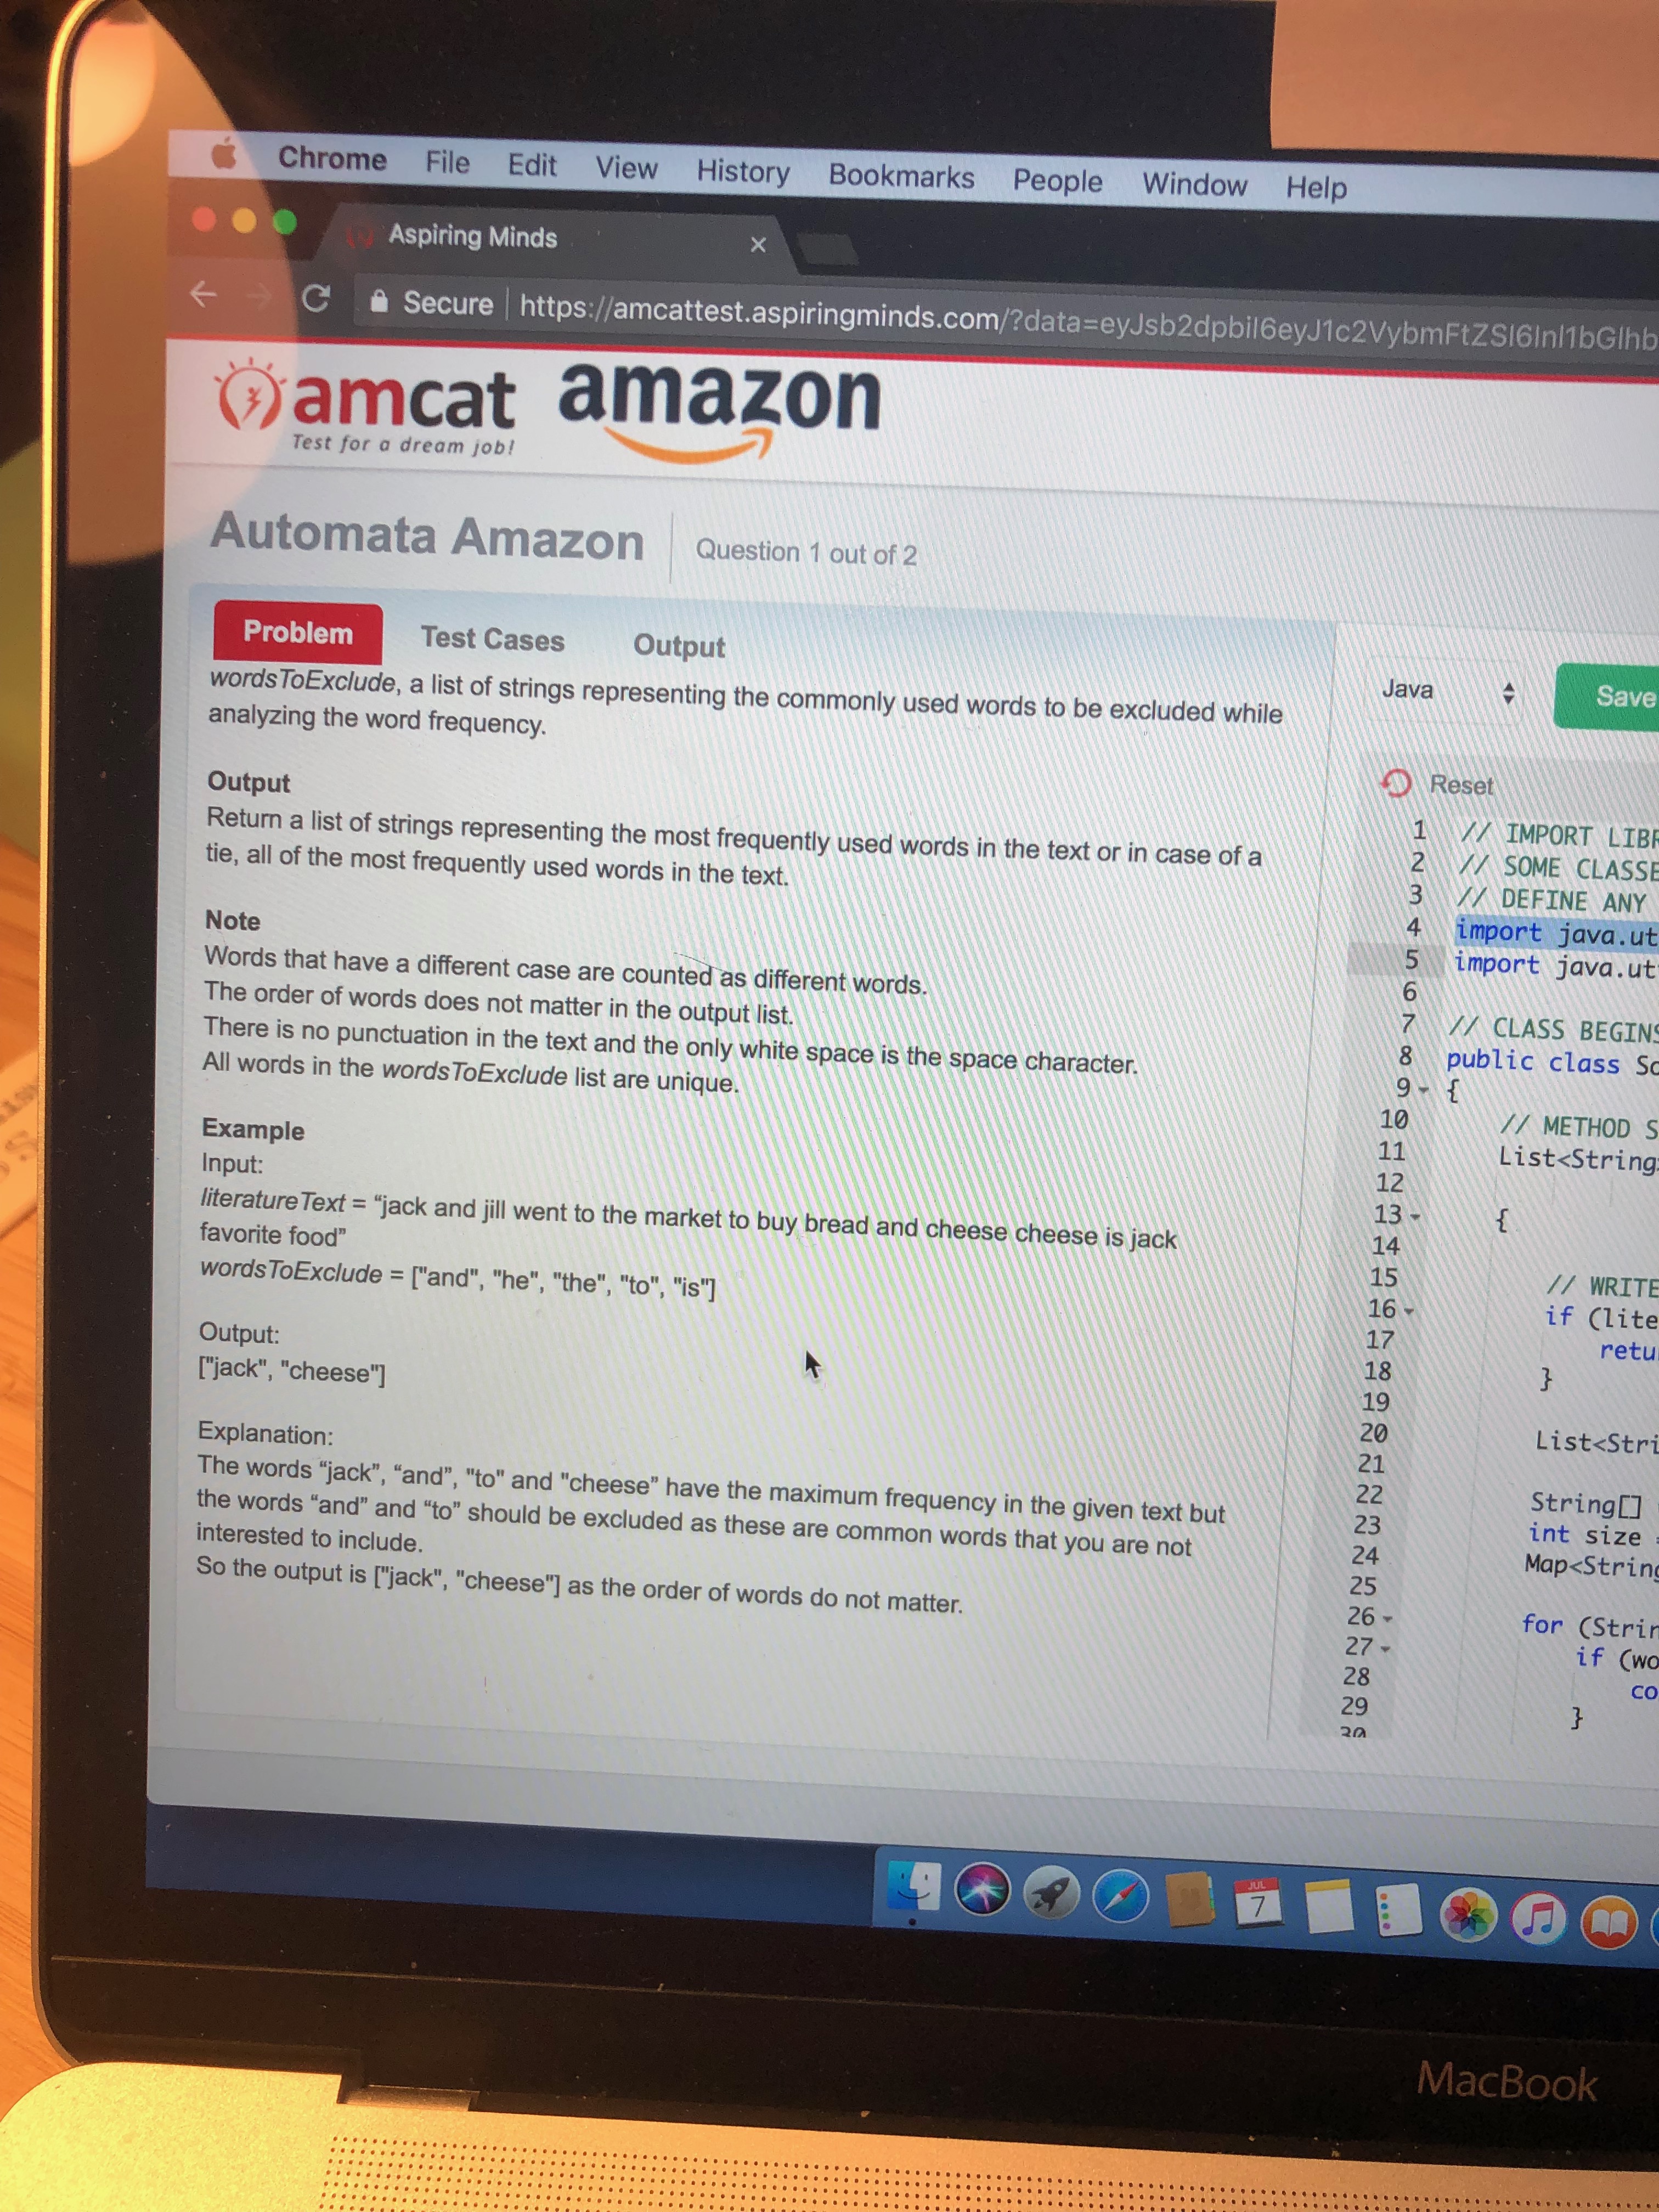 Chrome File Edit View History Bookmarks People Window Help
Aspiring Minds
Secure https://amcattest.aspiringminds.com/?data=
amcat amazon
Test for a dream job!
Automata Amazon Question 1 out of 2
Problem Test Cases Output
wordsToExclude, a list of strings representing the commonly used words to be excluded while
analyzing the word frequency.
Output
Return a list of strings representing the most frequently used words in the text or in case of a
tie, all of the most frequently used words in the text.
Note
Words that have a different case are counted as different words.
The order of words does not matter in the output list.
There is no punctuation in the text and the only white space is the space character.
All words in the wordsToExclude list are unique.
Example
Input:
literatureText = “jack and jill went to the market to buy bread and cheese cheese is jack
favorite food”
wordsToExclude = ["and", "he", "the", "to", "is"]
Output:
["jack", "cheese"]
Explanation:
The words “jack”, “and”, "to" and "cheese” have the maximum frequency in the given text but
the words “and” and “to” should be excluded as these are common words that you are not
interested to include.
So the output is ["jack", "cheese"] as the order of words do not matter.
Java Save
Reset
1 // IMPORT LIBR
2 // SOME CLASSE
3 // DEFINE ANY
4 import java.ut
5 import java.ut
6
7 // CLASS BEGINS
8 public class So
9 {
10 // METHOD S
11 List<String
12
13 {
14
15 // WRITE
16 if (lite
17 retu
18 }
19
20 List<Stri
21
22 String[]
23 int size =
24 Map<String
25
26 for (Strin
27 if (wo
28 co
29 }
30
JUL
7
MacBook